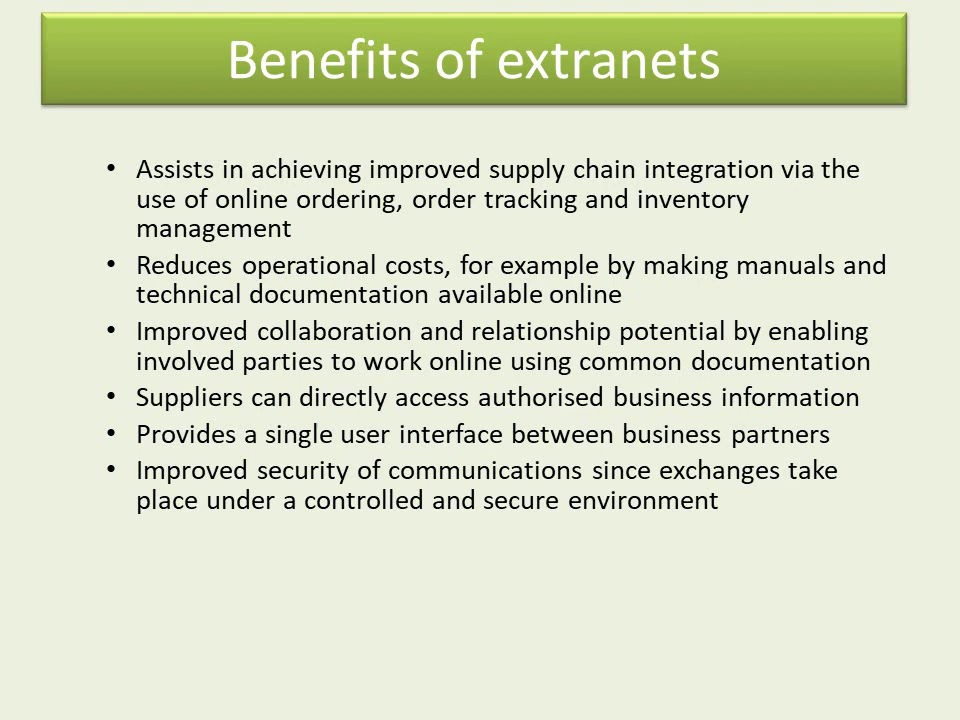 Benefits of extranets
• Assists in achieving improved supply chain integration via the
use of online ordering, order tracking and inventory
management
• Reduces operational costs, for example by making manuals and
technical documentation available online
• Improved collaboration and relationship potential by enabling
involved parties to work online using common documentation
• Suppliers can directly access authorised business information
• Provides a single user interface between business partners
• Improved security of communications since exchanges take
place under a controlled and secure environment